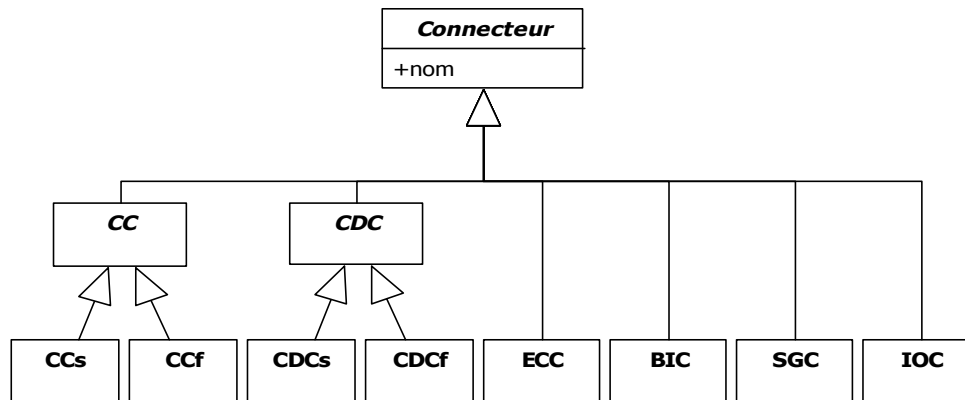 Connecteur
+nom
CC
CDC
CCs
CCf
CDCs
CDCf
ECC
BIC
SGC
IOC